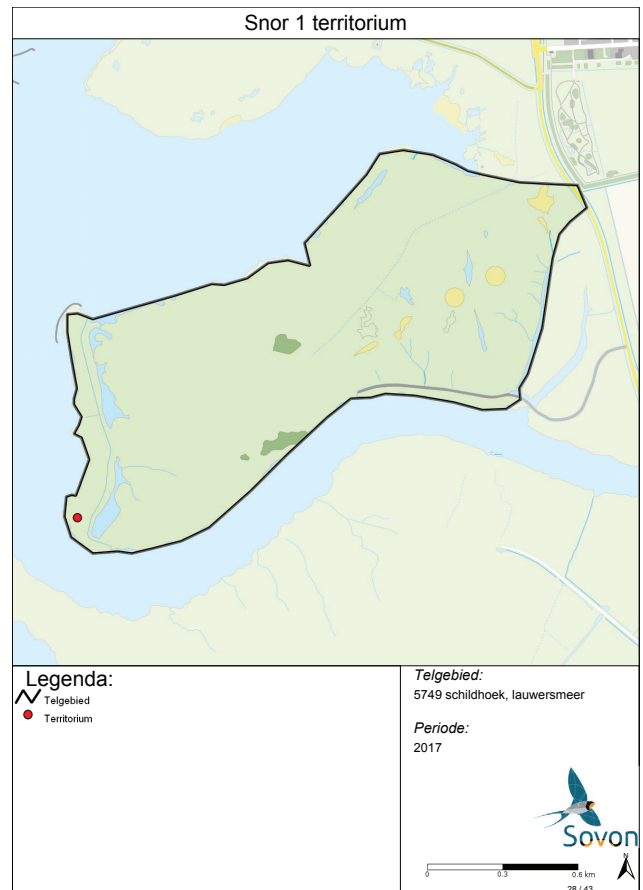 Snor 1 territorium
Legenda:
Telgebied
Territorium
Telgebied:
5749 schildhoek, lauwersmeer
Periode:
2017
Sovon
N
0 0.3 0.6 km
28 / 43